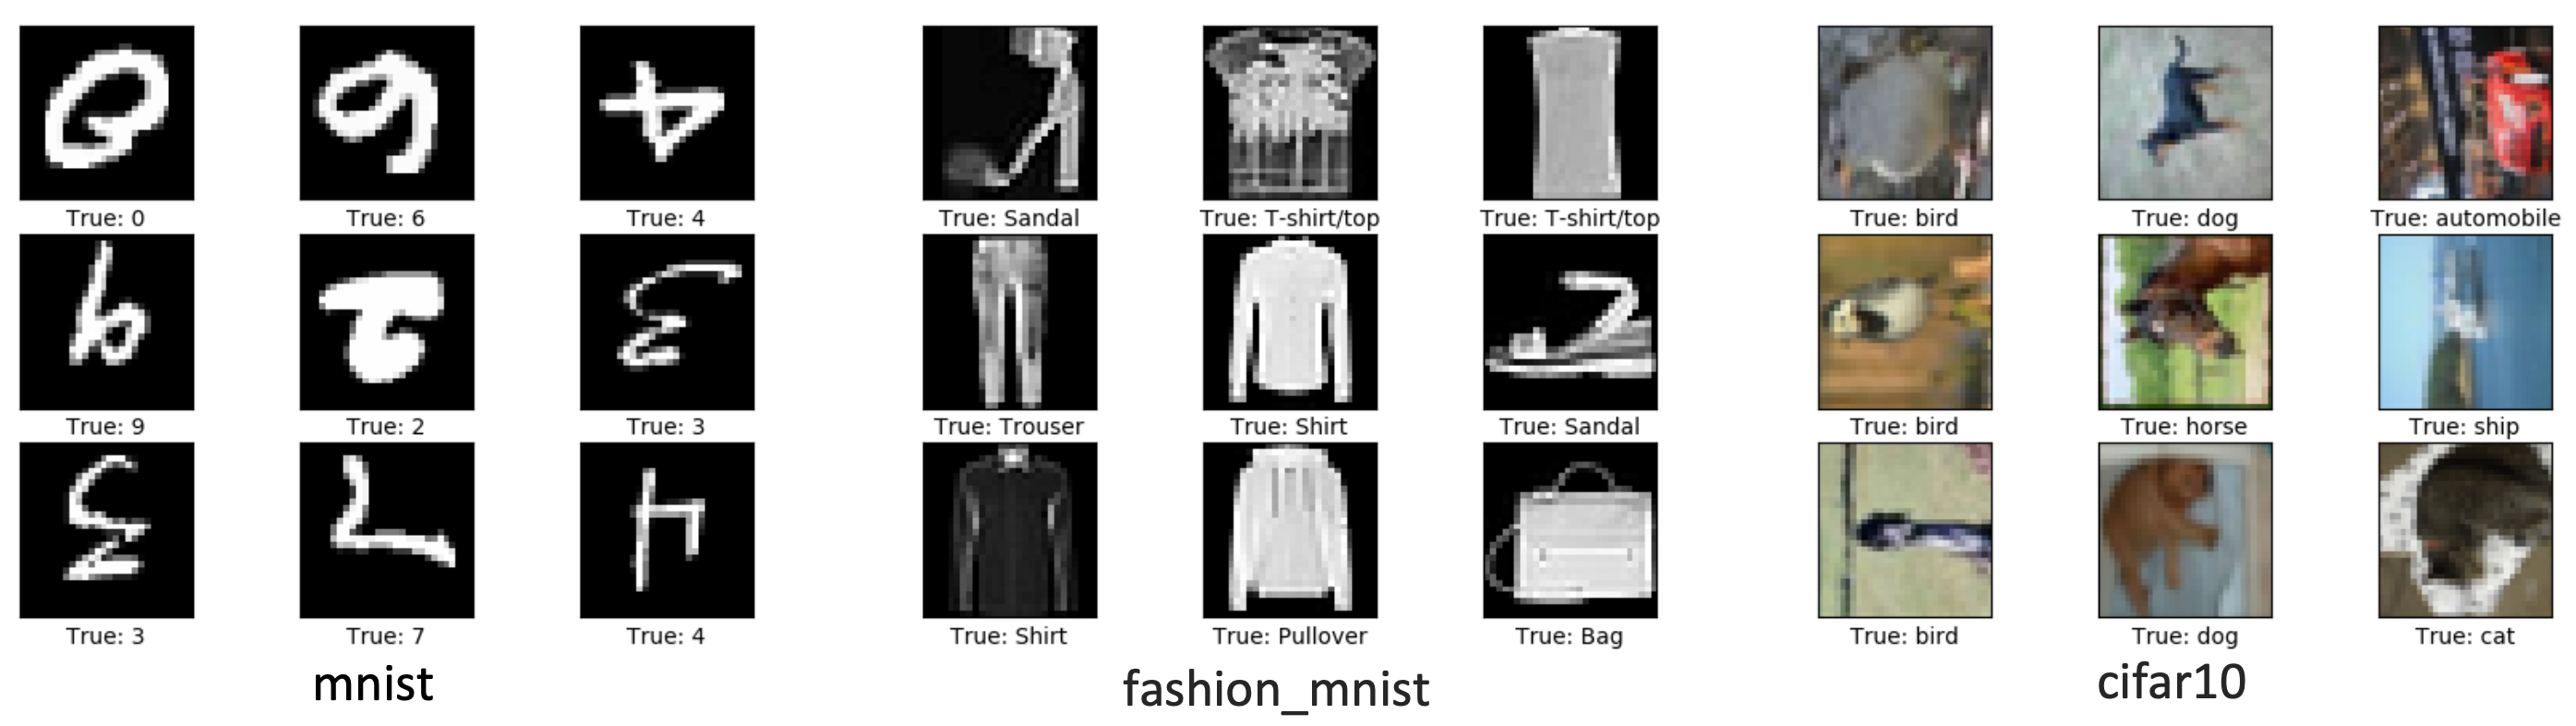 True: 0 True: 6 True: 4 True: Sandal True: T-shirt/top True: T-shirt/top True: bird True: dog True: automobile
True: 9 True: 2 True: 3 True: Trouser True: Shirt True: Sandal True: bird True: horse True: ship
True: 3 True: 7 True: 4 True: Shirt True: Pullover True: Bag True: bird True: dog True: cat
mnist fashion_mnist cifar10